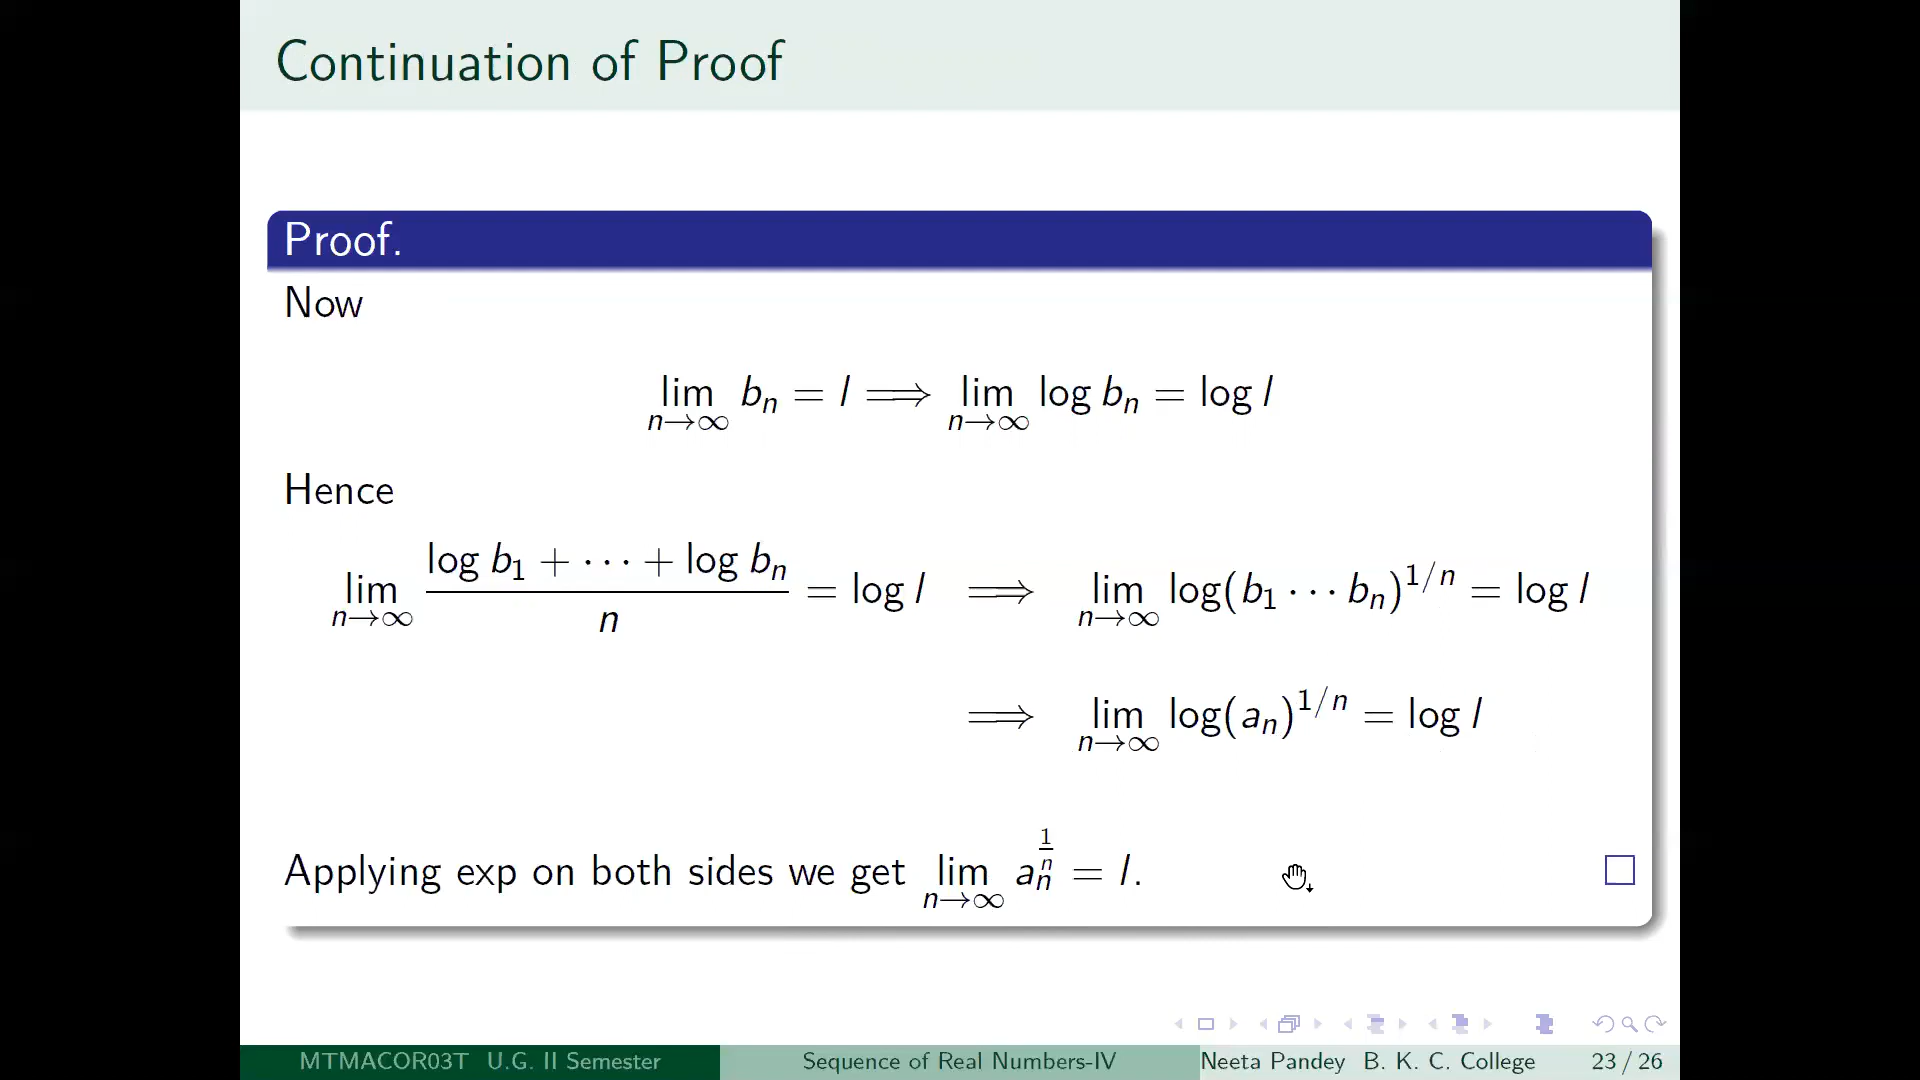 Continuation of Proof
Proof.
Now
lim_{n→∞} b_n = l ⟹ lim_{n→∞} log b_n = log l
Hence
lim_{n→∞} (log b_1 + ··· + log b_n)/n = log l ⟹ lim_{n→∞} log(b_1 ··· b_n)^{1/n} = log l
⟹ lim_{n→∞} log(a_n)^{1/n} = log l
Applying exp on both sides we get lim_{n→∞} a_n^{1/n} = l.
MTMACOR03T U.G. II Semester Sequence of Real Numbers-IV Neeta Pandey B. K. C. College 23 / 26